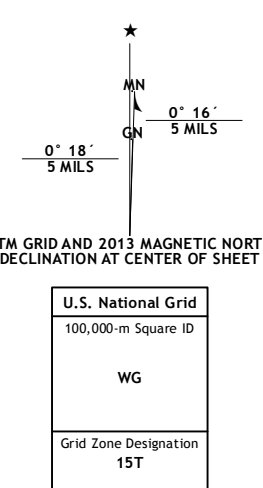 ★
MN
GN
0° 16´
5 MILS
0° 18´
5 MILS
TM GRID AND 2013 MAGNETIC NORT
DECLINATION AT CENTER OF SHEET
U.S. National Grid
100,000-m Square ID
WG
Grid Zone Designation
15T